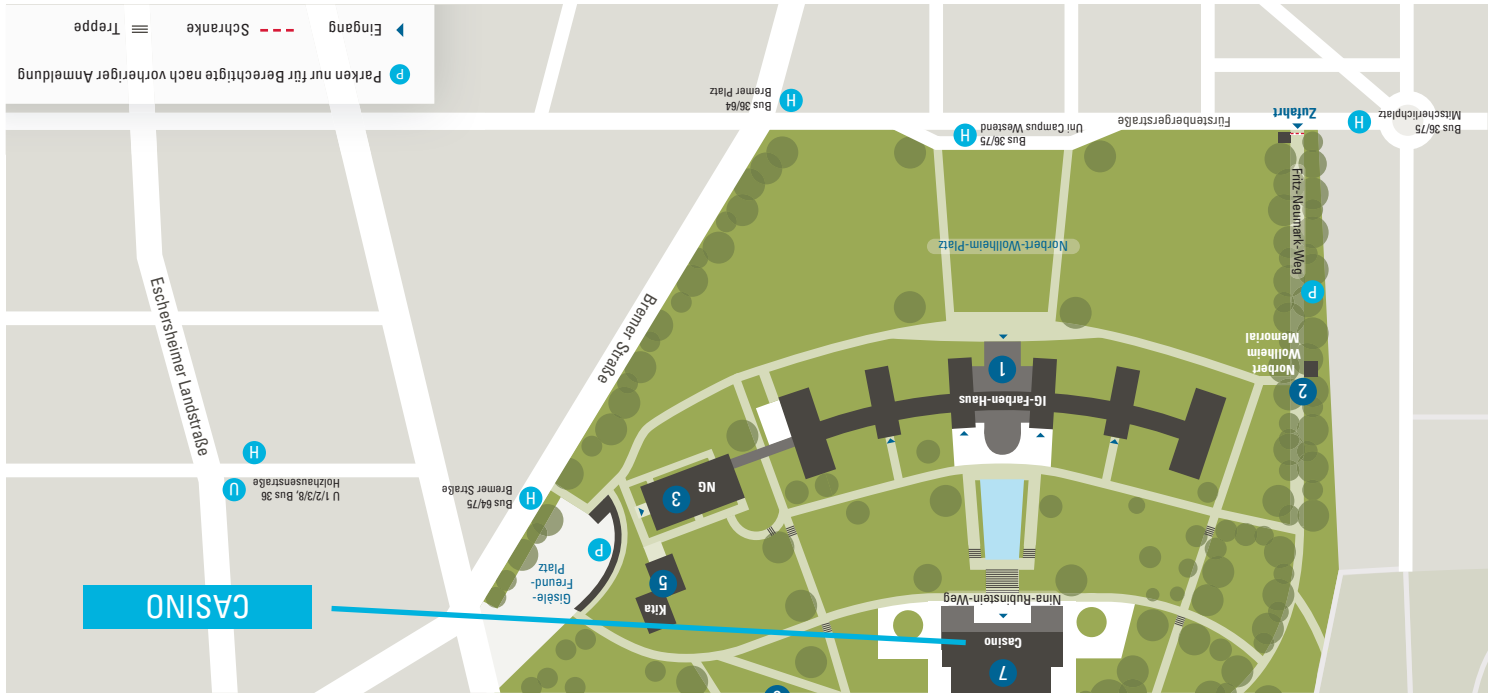 7
Casino
Nina-Rubinstein-Weg
CASINO
Kita
5
Gisèle-
Freund-
Platz
P
NG
3
H
Bus 64/75
Bremer Straße
U
H
U 1/2/3/8, Bus 36
Holzhausenstraße
2
Norbert
Wollheim
Memorial
IG-Farben-Haus
1
P
Fritz-Neumark-Weg
Norbert-Wollheim-Platz
Bremer Straße
Eschersheimer Landstraße
Bus 36/75
Mitscherlichplatz
H
Zufahrt
Fürstenbergerstraße
Bus 36/75
Uni Campus Westend
H
H
Bus 36/64
Bremer Platz
P Parken nur für Berechtigte nach vorheriger Anmeldung
Eingang Schranke Treppe